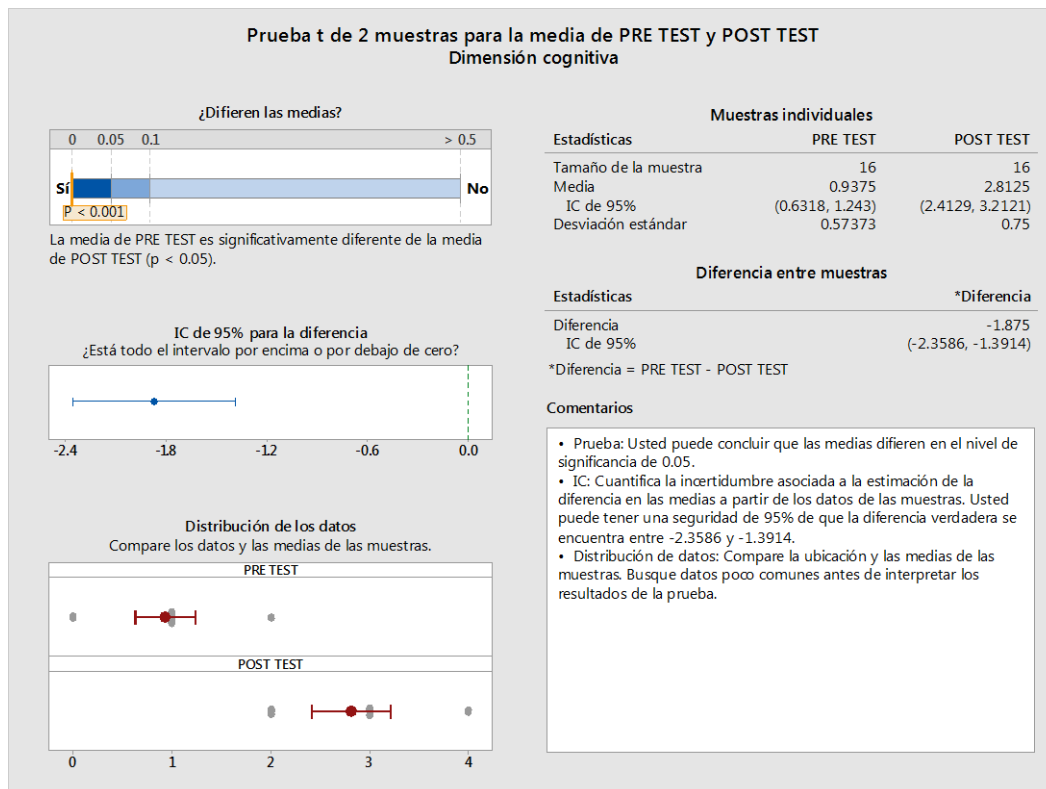 Prueba t de 2 muestras para la media de PRE TEST y POST TEST
Dimensión cognitiva
¿Difieren las medias?
0 0.05 0.1 > 0.5
Sí No
P < 0.001
La media de PRE TEST es significativamente diferente de la media
de POST TEST (p < 0.05).
IC de 95% para la diferencia
¿Está todo el intervalo por encima o por debajo de cero?
-2.4 -1.8 -1.2 -0.6 0.0
Distribución de los datos
Compare los datos y las medias de las muestras.
PRE TEST
POST TEST
0 1 2 3 4
Muestras individuales
Estadísticas PRE TEST POST TEST
Tamaño de la muestra 16 16
Media 0.9375 2.8125
IC de 95% (0.6318, 1.243) (2.4129, 3.2121)
Desviación estándar 0.57373 0.75
Diferencia entre muestras
Estadísticas *Diferencia
Diferencia -1.875
IC de 95% (-2.3586, -1.3914)
*Diferencia = PRE TEST - POST TEST
Comentarios
• Prueba: Usted puede concluir que las medias difieren en el nivel de
significancia de 0.05.
• IC: Cuantifica la incertidumbre asociada a la estimación de la
diferencia en las medias a partir de los datos de las muestras. Usted
puede tener una seguridad de 95% de que la diferencia verdadera se
encuentra entre -2.3586 y -1.3914.
• Distribución de datos: Compare la ubicación y las medias de las
muestras. Busque datos poco comunes antes de interpretar los
resultados de la prueba.